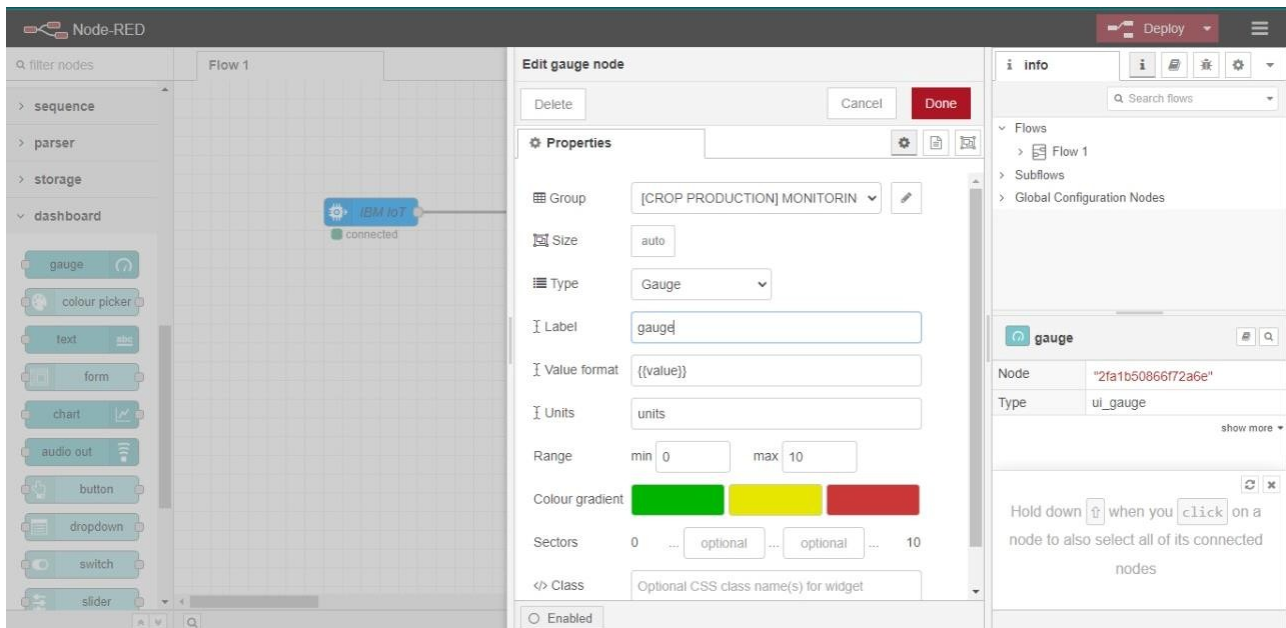 Node-RED
Deploy
filter nodes
sequence
parser
storage
dashboard
gauge
colour picker
text
abc
form
chart
audio out
button
dropdown
switch
slider
Flow 1
IBM IoT
connected
Edit gauge node
Delete
Cancel
Done
Properties
Group
[CROP PRODUCTION] MONITORIN
Size
auto
Type
Gauge
Label
gauge
Value format
{{value}}
Units
units
Range
min 0
max 10
Colour gradient
Sectors
0 ... optional ... optional ... 10
</> Class
Optional CSS class name(s) for widget
Enabled
i info
i
Search flows
Flows
Flow 1
Subflows
Global Configuration Nodes
gauge
Node "2fa1b50866f72a6e"
Type ui_gauge
show more
Hold down ⇧ when you click on a
node to also select all of its connected
nodes